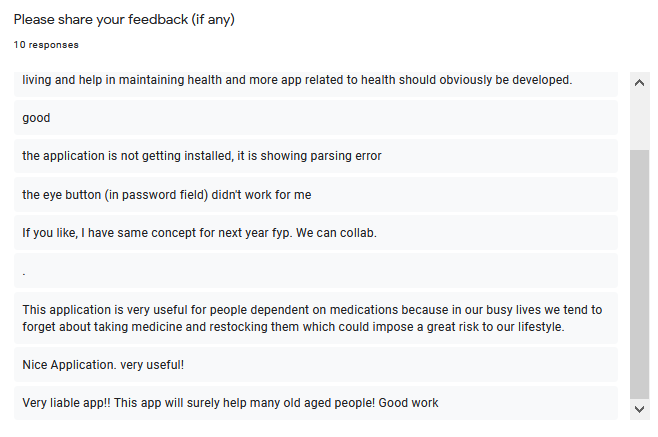 Please share your feedback (if any)
10 responses
living and help in maintaining health and more app related to health should obviously be developed.
good
the application is not getting installed, it is showing parsing error
the eye button (in password field) didn't work for me
If you like, I have same concept for next year fyp. We can collab.
.
This application is very useful for people dependent on medications because in our busy lives we tend to
forget about taking medicine and restocking them which could impose a great risk to our lifestyle.
Nice Application. very useful!
Very liable app!! This app will surely help many old aged people! Good work